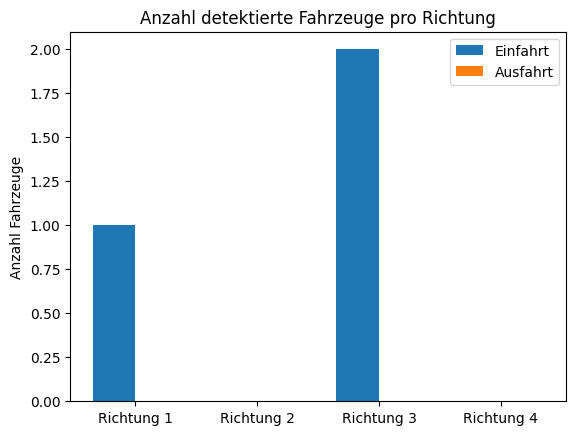 Anzahl detektierte Fahrzeuge pro Richtung
Einfahrt
Ausfahrt
Anzahl Fahrzeuge
2.00
1.75
1.50
1.25
1.00
0.75
0.50
0.25
0.00
Richtung 1
Richtung 2
Richtung 3
Richtung 4